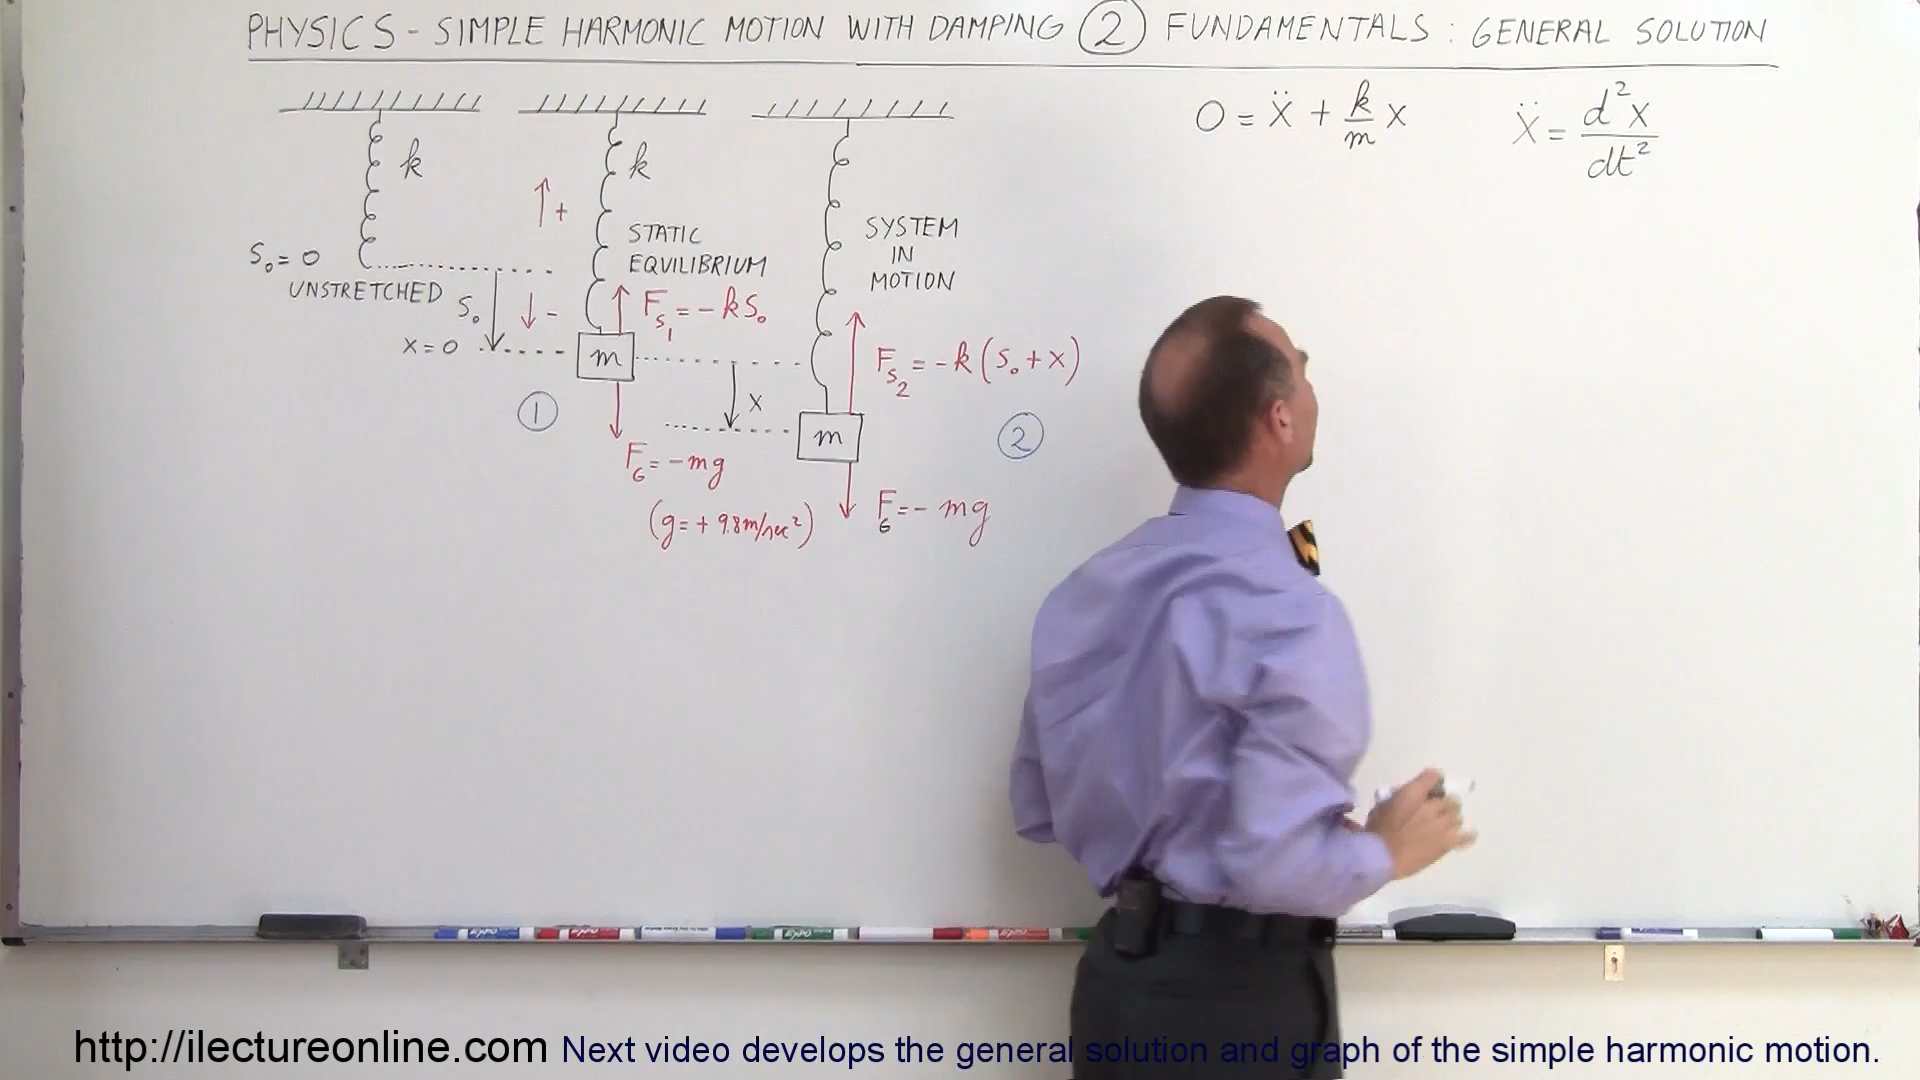 PHYSICS - SIMPLE HARMONIC MOTION WITH DAMPING ② FUNDAMENTALS : GENERAL SOLUTION
0 = ẍ + k/m x
ẍ = d²x/dt²
k
k
↑ +
S₀ = 0
UNSTRETCHED
S₀
↓ -
x = 0
STATIC
EQUILIBRIUM
F_S₁ = - kS₀
m
①
F_G = - mg
(g = + 9.8 m/sec²)
x
SYSTEM
IN
MOTION
F_S₂ = - k (S₀ + x)
m
②
F_G = - mg
http://ilectureonline.com Next video develops the general solution and graph of the simple harmonic motion.